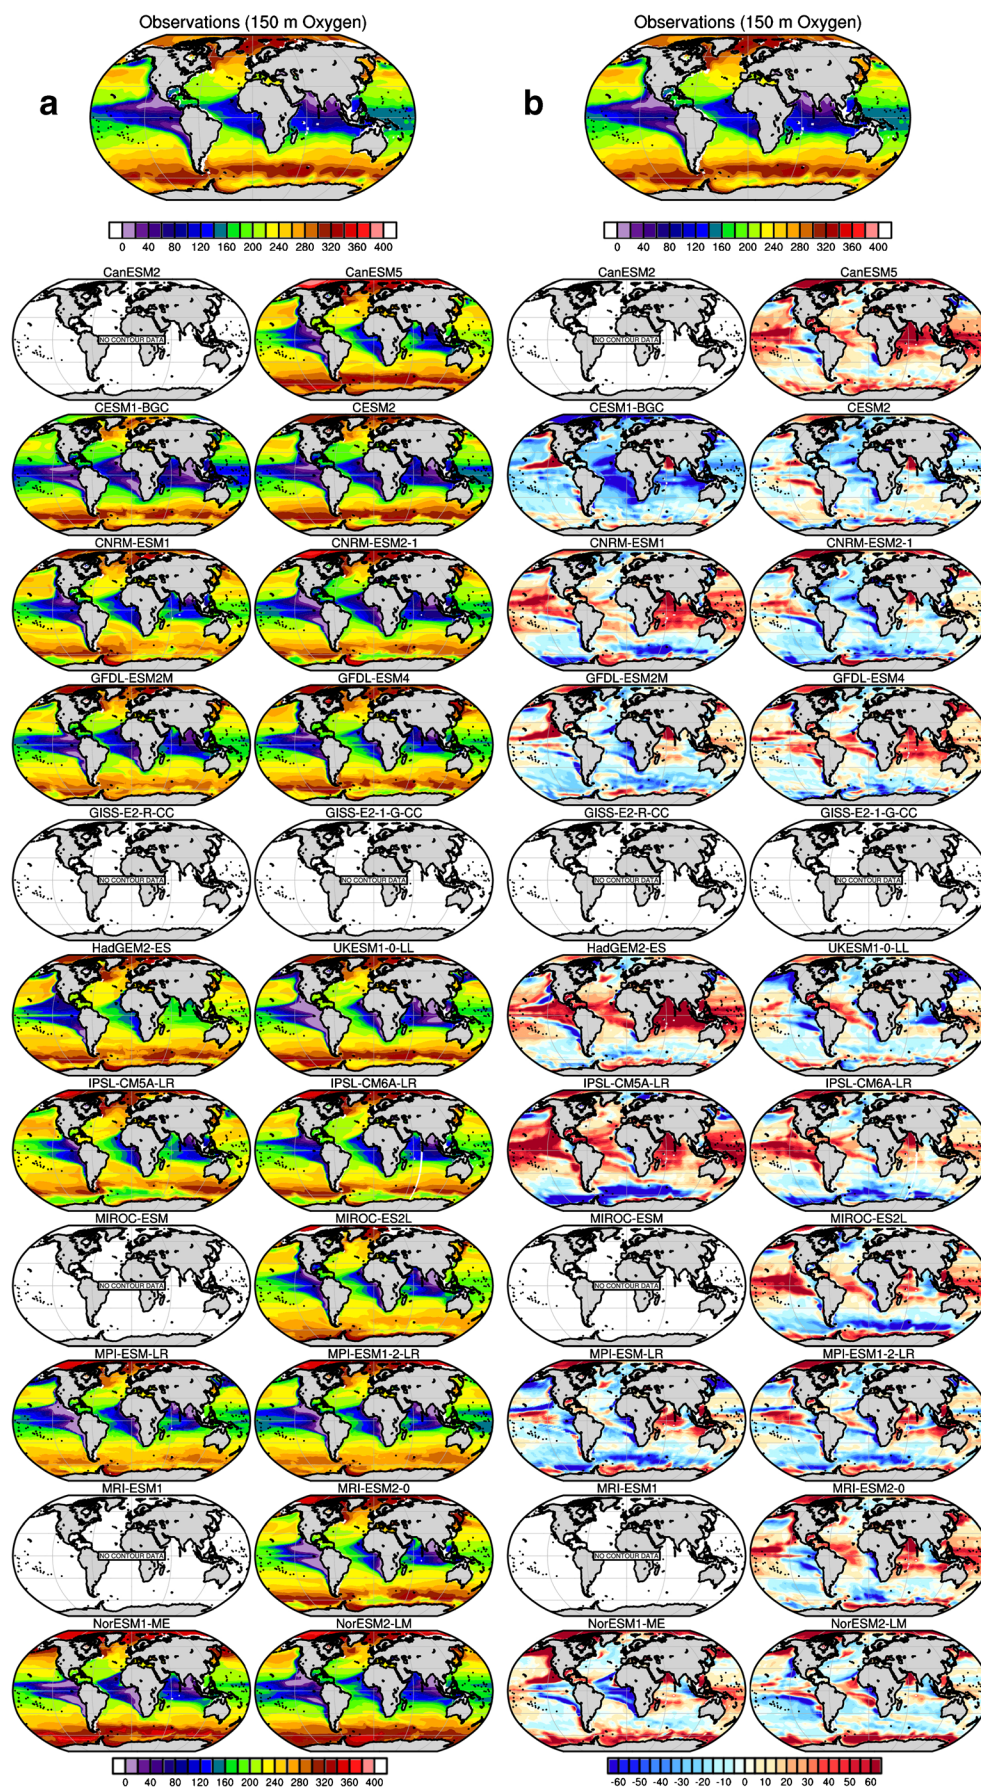 Observations (150 m Oxygen)
Observations (150 m Oxygen)
a
b
0 40 80 120 160 200 240 280 320 360 400
0 40 80 120 160 200 240 280 320 360 400
CanESM2
CanESM5
CanESM2
CanESM5
NO CONTOUR DATA
NO CONTOUR DATA
CESM1-BGC
CESM2
CESM1-BGC
CESM2
CNRM-ESM1
CNRM-ESM2-1
CNRM-ESM1
CNRM-ESM2-1
GFDL-ESM2M
GFDL-ESM4
GFDL-ESM2M
GFDL-ESM4
GISS-E2-R-CC
GISS-E2-1-G-CC
GISS-E2-R-CC
GISS-E2-1-G-CC
NO CONTOUR DATA
NO CONTOUR DATA
NO CONTOUR DATA
NO CONTOUR DATA
HadGEM2-ES
UKESM1-0-LL
HadGEM2-ES
UKESM1-0-LL
IPSL-CM5A-LR
IPSL-CM6A-LR
IPSL-CM5A-LR
IPSL-CM6A-LR
MIROC-ESM
MIROC-ES2L
MIROC-ESM
MIROC-ES2L
NO CONTOUR DATA
NO CONTOUR DATA
MPI-ESM-LR
MPI-ESM1-2-LR
MPI-ESM-LR
MPI-ESM1-2-LR
MRI-ESM1
MRI-ESM2-0
MRI-ESM1
MRI-ESM2-0
NO CONTOUR DATA
NO CONTOUR DATA
NorESM1-ME
NorESM2-LM
NorESM1-ME
NorESM2-LM
0 40 80 120 160 200 240 280 320 360 400
-60 -50 -40 -30 -20 -10 0 10 20 30 40 50 60